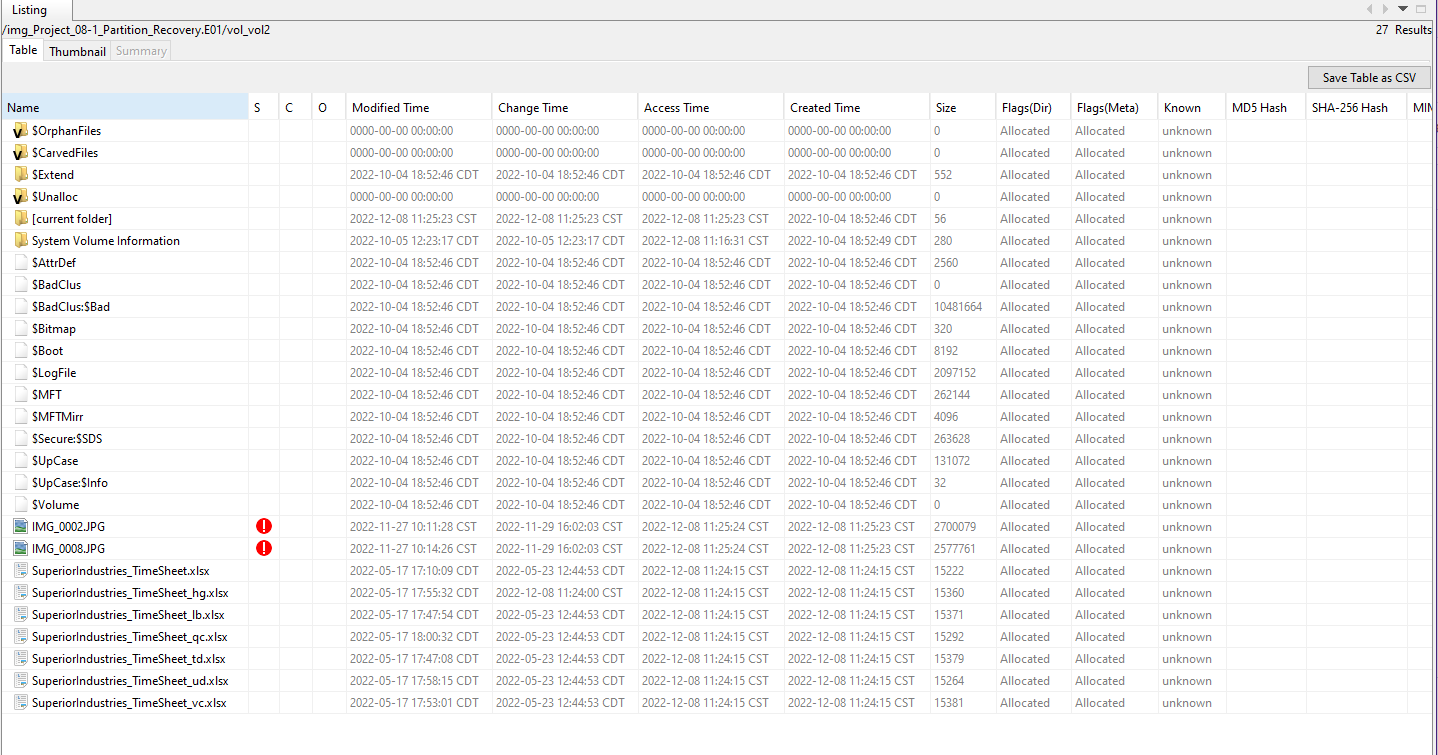 Listing
/img_Project_08-1_Partition_Recovery.E01/vol_vol2 27 Results
Table Thumbnail Summary
Save Table as CSV
Name S C O Modified Time Change Time Access Time Created Time Size Flags(Dir) Flags(Meta) Known MD5 Hash SHA-256 Hash MIM
$OrphanFiles 0000-00-00 00:00:00 0000-00-00 00:00:00 0000-00-00 00:00:00 0000-00-00 00:00:00 0 Allocated Allocated unknown
$CarvedFiles 0000-00-00 00:00:00 0000-00-00 00:00:00 0000-00-00 00:00:00 0000-00-00 00:00:00 0 Allocated Allocated unknown
$Extend 2022-10-04 18:52:46 CDT 2022-10-04 18:52:46 CDT 2022-10-04 18:52:46 CDT 2022-10-04 18:52:46 CDT 552 Allocated Allocated unknown
$Unalloc 0000-00-00 00:00:00 0000-00-00 00:00:00 0000-00-00 00:00:00 0000-00-00 00:00:00 0 Allocated Allocated unknown
[current folder] 2022-12-08 11:25:23 CST 2022-12-08 11:25:23 CST 2022-12-08 11:25:23 CST 2022-10-04 18:52:46 CDT 56 Allocated Allocated unknown
System Volume Information 2022-10-05 12:23:17 CDT 2022-10-05 12:23:17 CDT 2022-12-08 11:16:31 CST 2022-10-04 18:52:49 CDT 280 Allocated Allocated unknown
$AttrDef 2022-10-04 18:52:46 CDT 2022-10-04 18:52:46 CDT 2022-10-04 18:52:46 CDT 2022-10-04 18:52:46 CDT 2560 Allocated Allocated unknown
$BadClus 2022-10-04 18:52:46 CDT 2022-10-04 18:52:46 CDT 2022-10-04 18:52:46 CDT 2022-10-04 18:52:46 CDT 0 Allocated Allocated unknown
$BadClus:$Bad 2022-10-04 18:52:46 CDT 2022-10-04 18:52:46 CDT 2022-10-04 18:52:46 CDT 2022-10-04 18:52:46 CDT 10481664 Allocated Allocated unknown
$Bitmap 2022-10-04 18:52:46 CDT 2022-10-04 18:52:46 CDT 2022-10-04 18:52:46 CDT 2022-10-04 18:52:46 CDT 320 Allocated Allocated unknown
$Boot 2022-10-04 18:52:46 CDT 2022-10-04 18:52:46 CDT 2022-10-04 18:52:46 CDT 2022-10-04 18:52:46 CDT 8192 Allocated Allocated unknown
$LogFile 2022-10-04 18:52:46 CDT 2022-10-04 18:52:46 CDT 2022-10-04 18:52:46 CDT 2022-10-04 18:52:46 CDT 2097152 Allocated Allocated unknown
$MFT 2022-10-04 18:52:46 CDT 2022-10-04 18:52:46 CDT 2022-10-04 18:52:46 CDT 2022-10-04 18:52:46 CDT 262144 Allocated Allocated unknown
$MFTMirr 2022-10-04 18:52:46 CDT 2022-10-04 18:52:46 CDT 2022-10-04 18:52:46 CDT 2022-10-04 18:52:46 CDT 4096 Allocated Allocated unknown
$Secure:$SDS 2022-10-04 18:52:46 CDT 2022-10-04 18:52:46 CDT 2022-10-04 18:52:46 CDT 2022-10-04 18:52:46 CDT 263628 Allocated Allocated unknown
$UpCase 2022-10-04 18:52:46 CDT 2022-10-04 18:52:46 CDT 2022-10-04 18:52:46 CDT 2022-10-04 18:52:46 CDT 131072 Allocated Allocated unknown
$UpCase:$Info 2022-10-04 18:52:46 CDT 2022-10-04 18:52:46 CDT 2022-10-04 18:52:46 CDT 2022-10-04 18:52:46 CDT 32 Allocated Allocated unknown
$Volume 2022-10-04 18:52:46 CDT 2022-10-04 18:52:46 CDT 2022-10-04 18:52:46 CDT 2022-10-04 18:52:46 CDT 0 Allocated Allocated unknown
IMG_0002.JPG 2022-11-27 10:11:28 CST 2022-11-29 16:02:03 CST 2022-12-08 11:25:24 CST 2022-12-08 11:25:23 CST 2700079 Allocated Allocated unknown
IMG_0008.JPG 2022-11-27 10:14:26 CST 2022-11-29 16:02:03 CST 2022-12-08 11:25:24 CST 2022-12-08 11:25:23 CST 2577761 Allocated Allocated unknown
SuperiorIndustries_TimeSheet.xlsx 2022-05-17 17:10:09 CDT 2022-05-23 12:44:53 CDT 2022-12-08 11:24:15 CST 2022-12-08 11:24:15 CST 15222 Allocated Allocated unknown
SuperiorIndustries_TimeSheet_hg.xlsx 2022-05-17 17:55:32 CDT 2022-12-08 11:24:00 CST 2022-12-08 11:24:15 CST 2022-12-08 11:24:15 CST 15360 Allocated Allocated unknown
SuperiorIndustries_TimeSheet_lb.xlsx 2022-05-17 17:47:54 CDT 2022-05-23 12:44:53 CDT 2022-12-08 11:24:15 CST 2022-12-08 11:24:15 CST 15371 Allocated Allocated unknown
SuperiorIndustries_TimeSheet_qc.xlsx 2022-05-17 18:00:32 CDT 2022-05-23 12:44:53 CDT 2022-12-08 11:24:15 CST 2022-12-08 11:24:15 CST 15292 Allocated Allocated unknown
SuperiorIndustries_TimeSheet_td.xlsx 2022-05-17 17:47:08 CDT 2022-05-23 12:44:53 CDT 2022-12-08 11:24:15 CST 2022-12-08 11:24:15 CST 15379 Allocated Allocated unknown
SuperiorIndustries_TimeSheet_ud.xlsx 2022-05-17 17:58:15 CDT 2022-05-23 12:44:53 CDT 2022-12-08 11:24:15 CST 2022-12-08 11:24:15 CST 15264 Allocated Allocated unknown
SuperiorIndustries_TimeSheet_vc.xlsx 2022-05-17 17:53:01 CDT 2022-05-23 12:44:53 CDT 2022-12-08 11:24:15 CST 2022-12-08 11:24:15 CST 15381 Allocated Allocated unknown